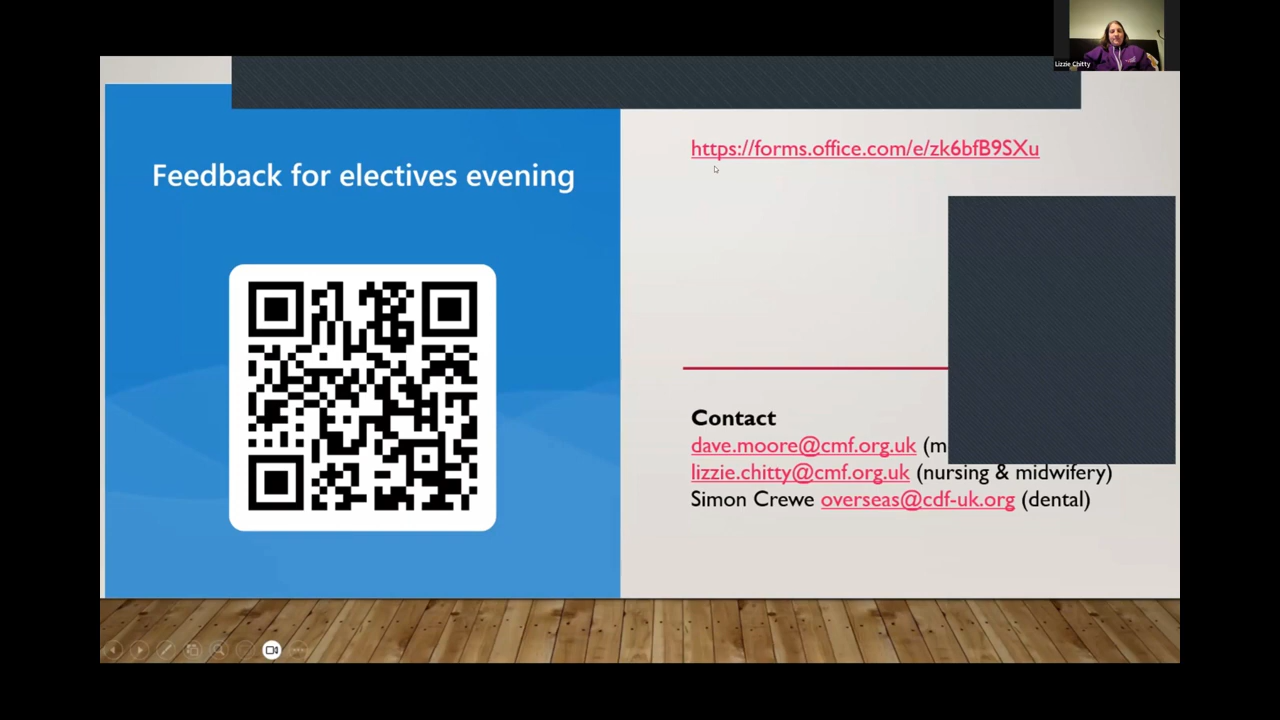 Lizzie Chitty
Feedback for electives evening
https://forms.office.com/e/zk6bfB9SXu
Contact
dave.moore@cmf.org.uk (m
lizzie.chitty@cmf.org.uk (nursing & midwifery)
Simon Crewe overseas@cdf-uk.org (dental)